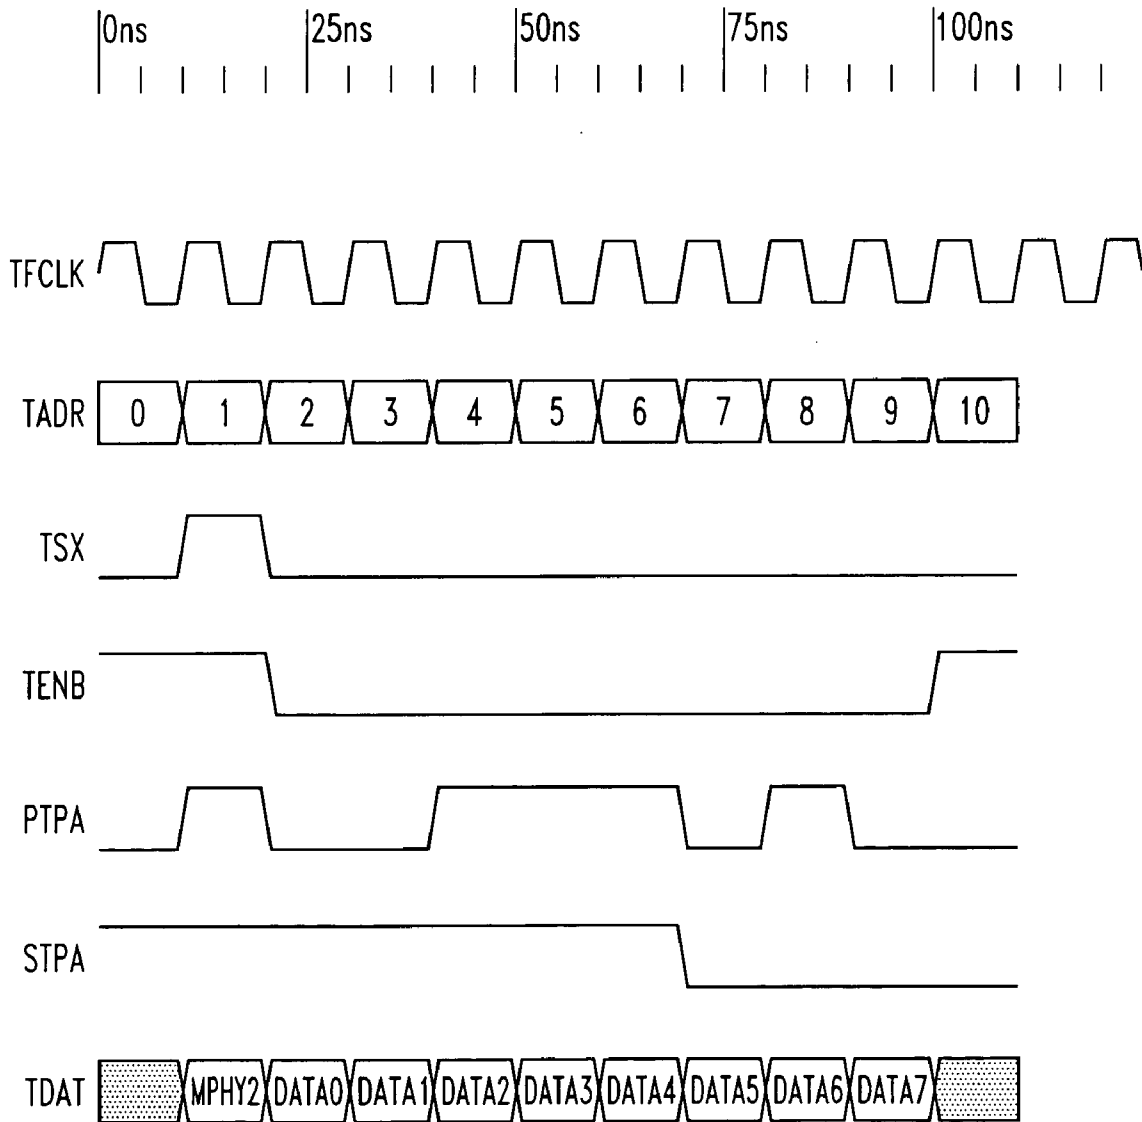 0ns 25ns 50ns 75ns 100ns
TFCLK
TADR 0 1 2 3 4 5 6 7 8 9 10
TSX
TENB
PTPA
STPA
TDAT MPHY2 DATA0 DATA1 DATA2 DATA3 DATA4 DATA5 DATA6 DATA7